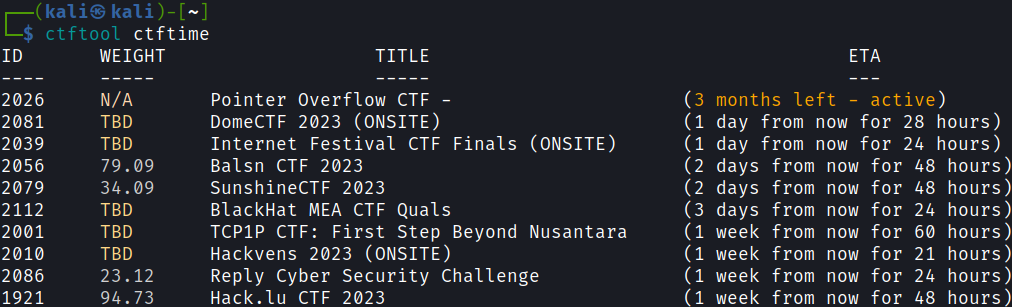 ┌──(kali㉿kali)-[~]
└─$ ctftool ctftime
ID WEIGHT TITLE ETA
---- ----- ----- ---
2026 N/A Pointer Overflow CTF - (3 months left - active)
2081 TBD DomeCTF 2023 (ONSITE) (1 day from now for 28 hours)
2039 TBD Internet Festival CTF Finals (ONSITE) (1 day from now for 24 hours)
2056 79.09 Balsn CTF 2023 (2 days from now for 48 hours)
2079 34.09 SunshineCTF 2023 (2 days from now for 48 hours)
2112 TBD BlackHat MEA CTF Quals (3 days from now for 24 hours)
2001 TBD TCP1P CTF: First Step Beyond Nusantara (1 week from now for 60 hours)
2010 TBD Hackvens 2023 (ONSITE) (1 week from now for 21 hours)
2086 23.12 Reply Cyber Security Challenge (1 week from now for 24 hours)
1921 94.73 Hack.lu CTF 2023 (1 week from now for 48 hours)